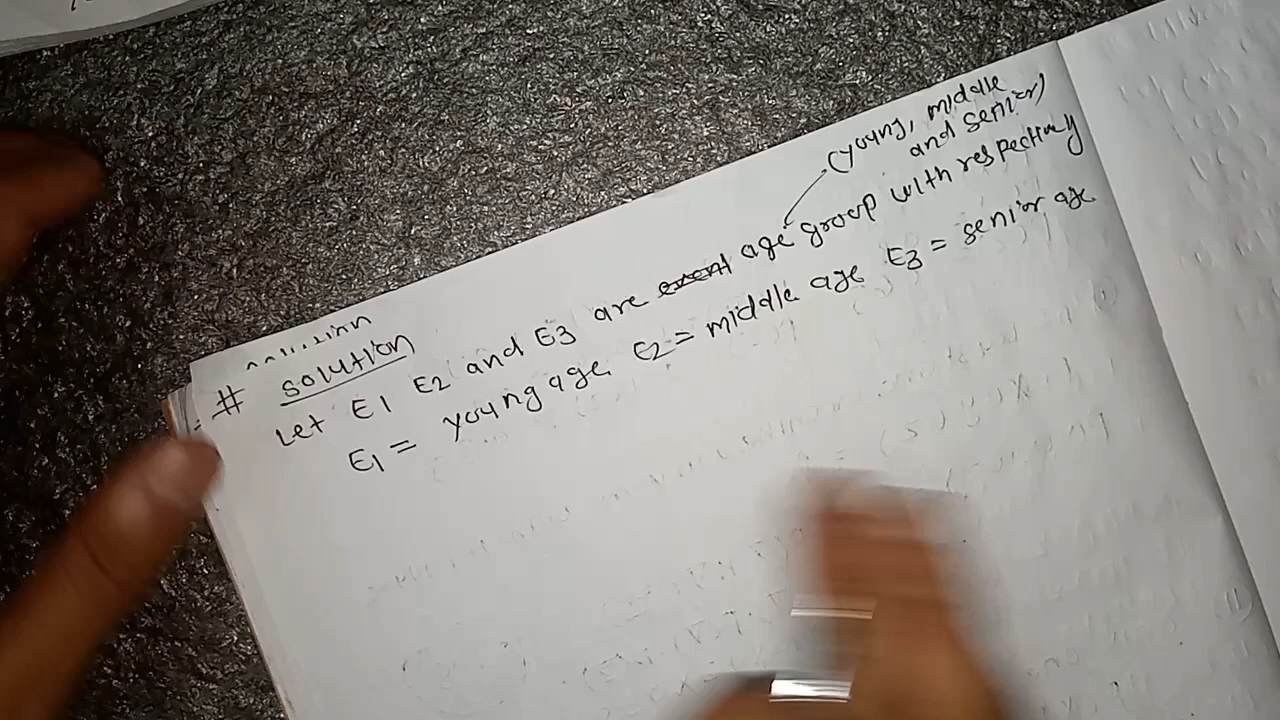 (young, middle
and senior)
# solution
Let E1 E2 and E3 are event age group with respectively
E1 = young age, E2 = middle age E3 = senior age